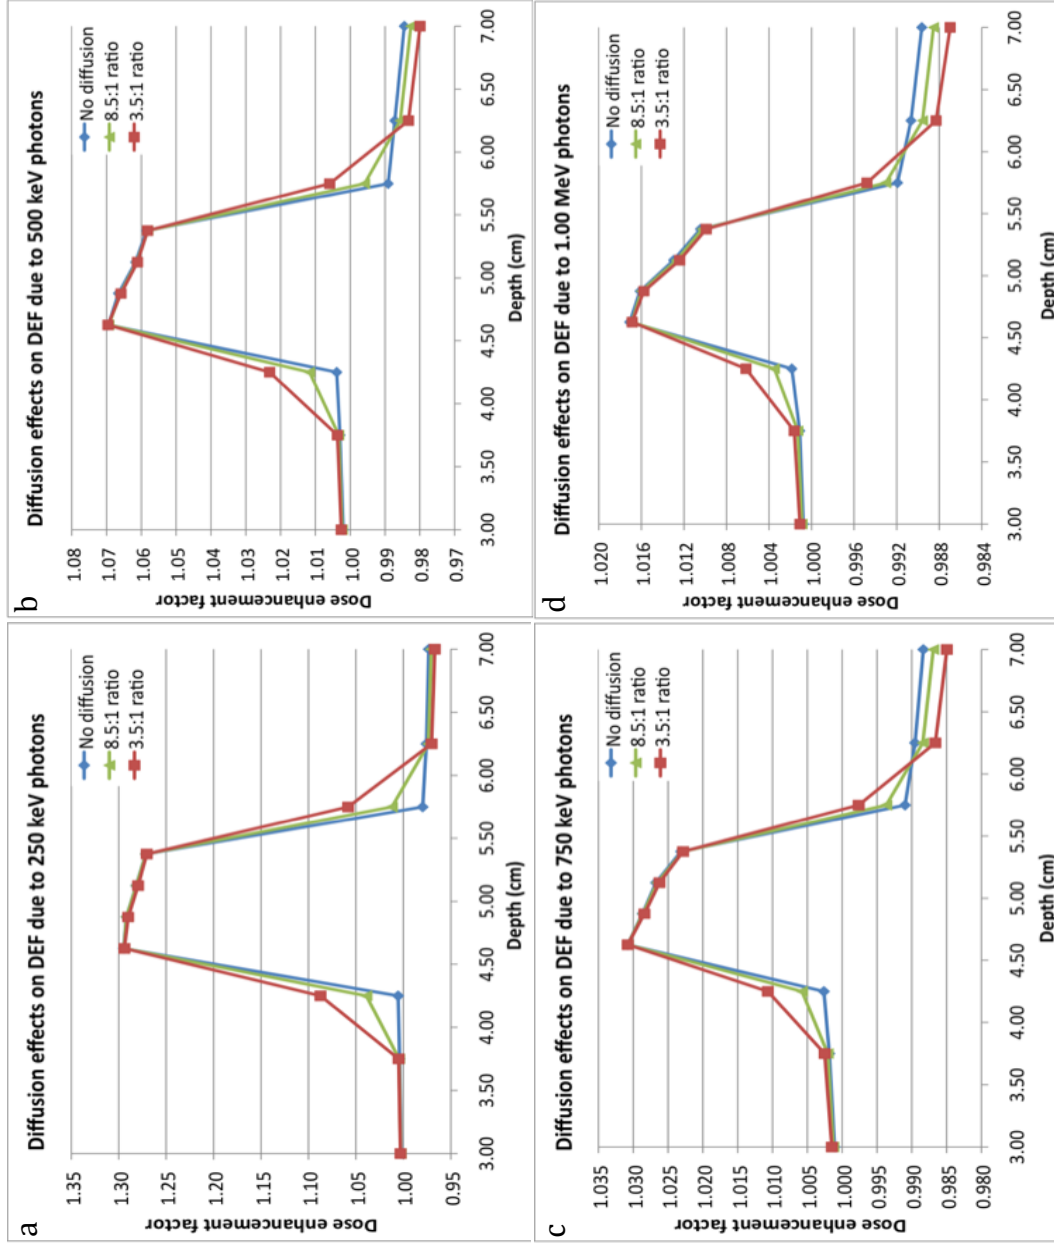 a
Diffusion effects on DEF due to 250 keV photons
Dose enhancement factor
1.35
1.30
1.25
1.20
1.15
1.10
1.05
1.00
0.95
No diffusion
8.5:1 ratio
3.5:1 ratio
3.00 3.50 4.00 4.50 5.00 5.50 6.00 6.50 7.00
Depth (cm)
b
Diffusion effects on DEF due to 500 keV photons
Dose enhancement factor
1.08
1.07
1.06
1.05
1.04
1.03
1.02
1.01
1.00
0.99
0.98
0.97
No diffusion
8.5:1 ratio
3.5:1 ratio
3.00 3.50 4.00 4.50 5.00 5.50 6.00 6.50 7.00
Depth (cm)
c
Diffusion effects on DEF due to 750 keV photons
Dose enhancement factor
1.035
1.030
1.025
1.020
1.015
1.010
1.005
1.000
0.995
0.990
0.985
0.980
No diffusion
8.5:1 ratio
3.5:1 ratio
3.00 3.50 4.00 4.50 5.00 5.50 6.00 6.50 7.00
Depth (cm)
d
Diffusion effects on DEF due to 1.00 MeV photons
Dose enhancement factor
1.020
1.016
1.012
1.008
1.004
1.000
0.996
0.992
0.988
0.984
No diffusion
8.5:1 ratio
3.5:1 ratio
3.00 3.50 4.00 4.50 5.00 5.50 6.00 6.50 7.00
Depth (cm)